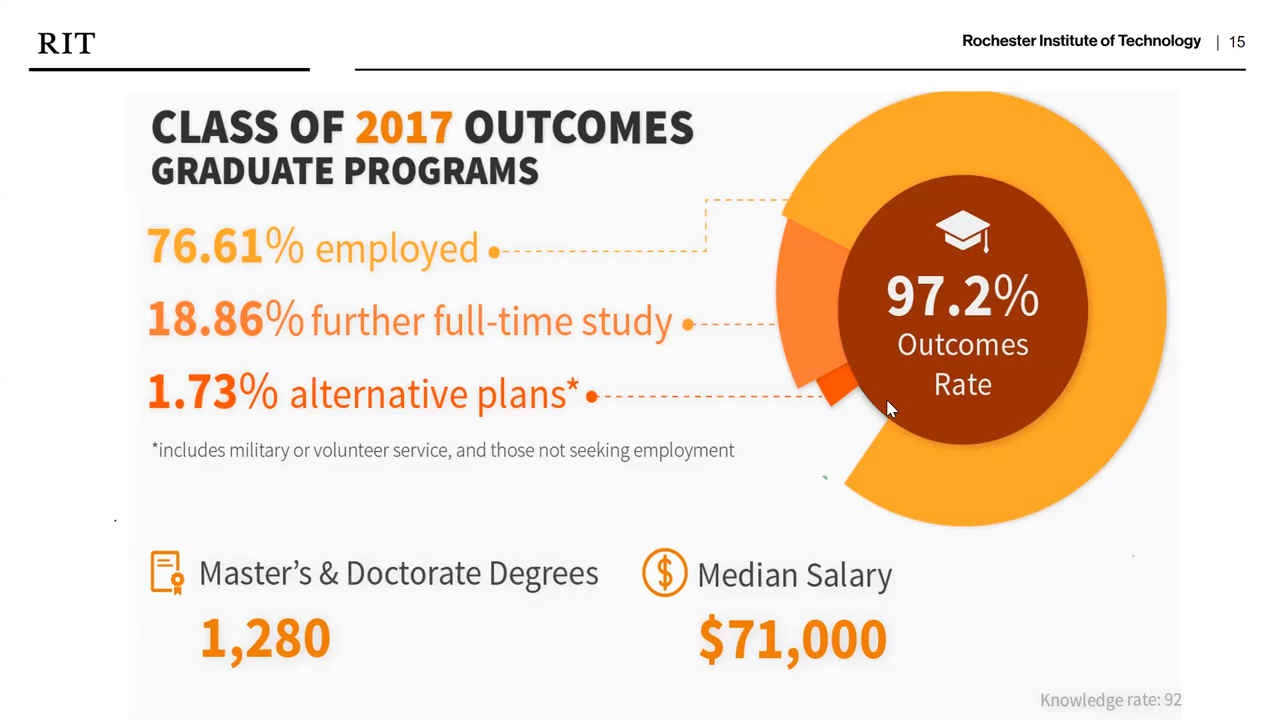 RIT
Rochester Institute of Technology | 15
CLASS OF 2017 OUTCOMES
GRADUATE PROGRAMS
76.61% employed
18.86% further full-time study
1.73% alternative plans*
*includes military or volunteer service, and those not seeking employment
97.2%
Outcomes
Rate
Master's & Doctorate Degrees
1,280
Median Salary
$71,000
Knowledge rate: 92